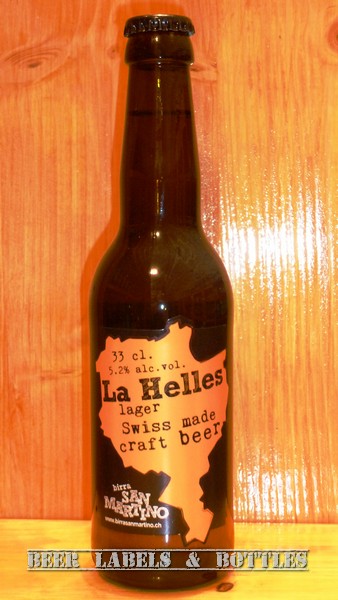 33 cl.
5.2% alc.vol.
La Helles
lager
Swiss made
craft beer
birra
SAN
MARTINO
www.birrasanmartino.ch
BEER LABELS & BOTTLES